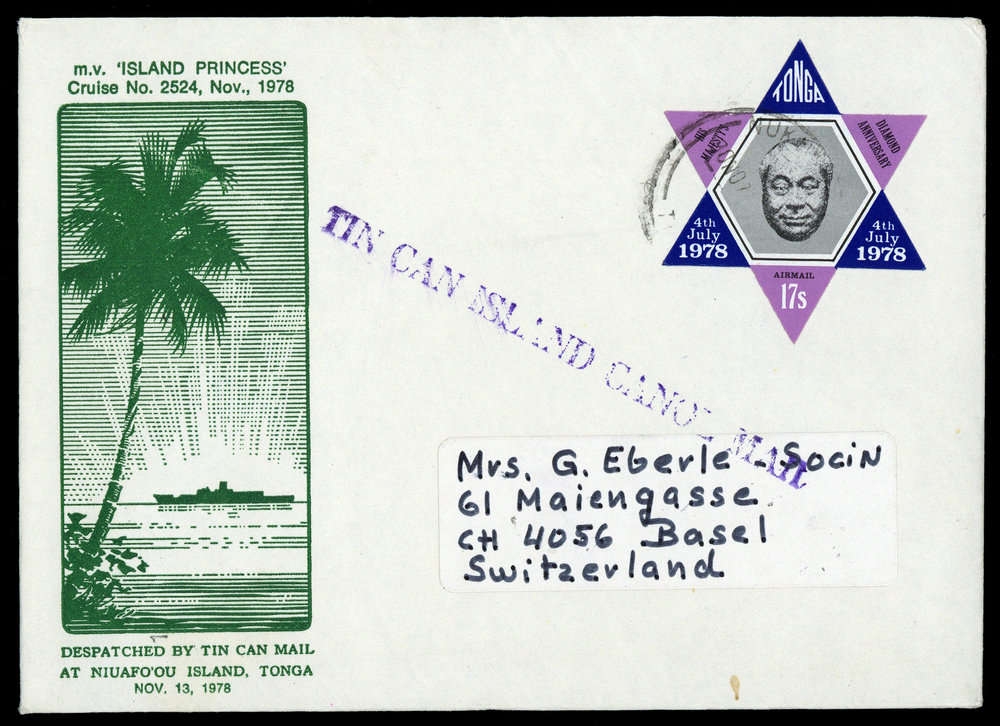 m.v. 'ISLAND PRINCESS'
Cruise No. 2524, Nov., 1978
DESPATCHED BY TIN CAN MAIL
AT NIUAFO'OU ISLAND, TONGA
NOV. 13, 1978
TIN CAN ISLAND CANOE MAIL
TONGA
HIS MAJESTY'S
DIAMOND ANNIVERSARY
4th July 1978
4th July 1978
AIRMAIL
17s
Mrs. G. Eberle - Socin
61 Maiengasse
CH 4056 Basel
Switzerland